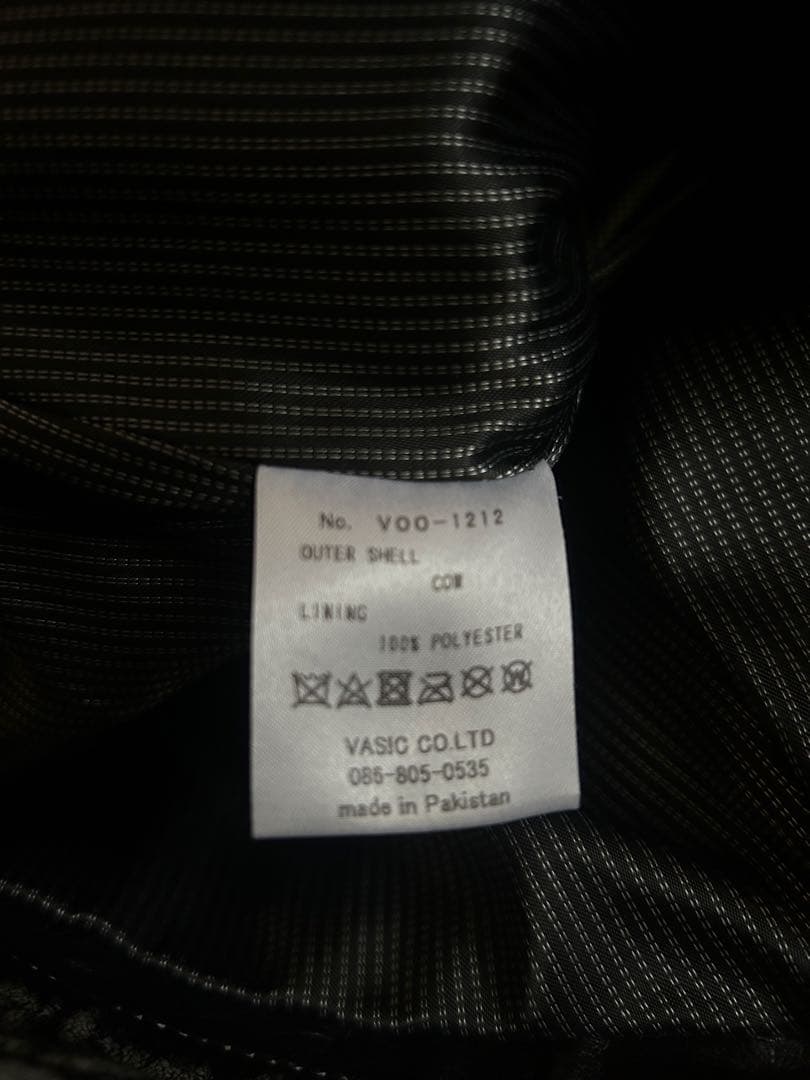 No. VOO-1212
OUTER SHELL
COW
LINING
100% POLYESTER
VASIC CO.LTD
086-805-0535
made in Pakistan